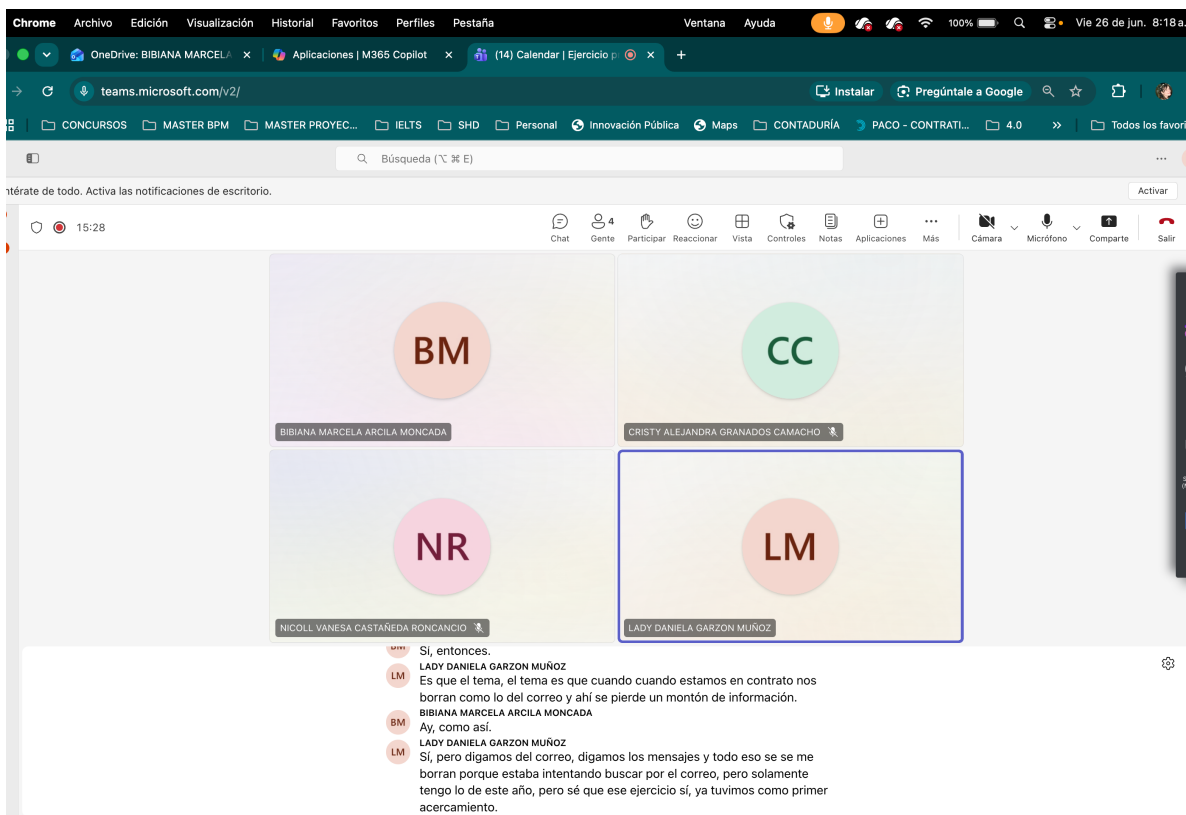 Chrome Archivo Edición Visualización Historial Favoritos Perfiles Pestaña Ventana Ayuda 100% Vie 26 de jun. 8:18 a.
OneDrive: BIBIANA MARCELA Aplicaciones | M365 Copilot (14) Calendar | Ejercicio p
teams.microsoft.com/v2/ Instalar Pregúntale a Google
CONCURSOS MASTER BPM MASTER PROYEC... IELTS SHD Personal Innovación Pública Maps CONTADURÍA PACO - CONTRATI... 4.0 Todos los favori
Búsqueda (⌥ ⌘ E)
ntérate de todo. Activa las notificaciones de escritorio. Activar
15:28 4
Chat Gente Participar Reaccionar Vista Controles Notas Aplicaciones Más Cámara Micrófono Comparte Salir
BM CC
BIBIANA MARCELA ARCILA MONCADA CRISTY ALEJANDRA GRANADOS CAMACHO
NR LM
NICOLL VANESA CASTAÑEDA RONCANCIO LADY DANIELA GARZON MUÑOZ
BM Sí, entonces.
LADY DANIELA GARZON MUÑOZ
LM Es que el tema, el tema es que cuando cuando estamos en contrato nos
borran como lo del correo y ahí se pierde un montón de información.
BIBIANA MARCELA ARCILA MONCADA
BM Ay, como así.
LADY DANIELA GARZON MUÑOZ
LM Sí, pero digamos del correo, digamos los mensajes y todo eso se se me
borran porque estaba intentando buscar por el correo, pero solamente
tengo lo de este año, pero sé que ese ejercicio sí, ya tuvimos como primer
acercamiento.